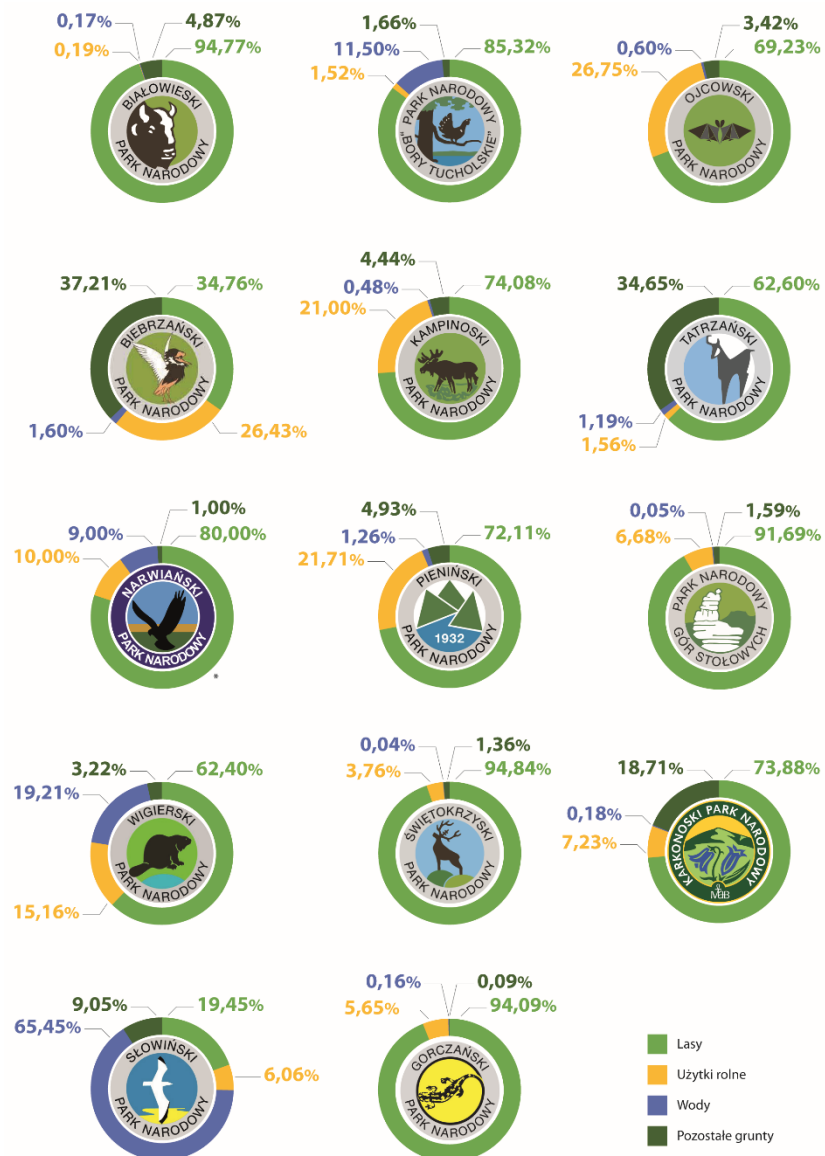 0,17% 4,87%
0,19% 94,77%
BIAŁOWIESKI
PARK NARODOWY
1,66%
11,50% 85,32%
1,52%
PARK NARODOWY
„BORY TUCHOLSKIE"
3,42%
0,60% 69,23%
26,75%
OJCOWSKI
PARK NARODOWY
37,21% 34,76%
BIEBRZAŃSKI
PARK NARODOWY
1,60% 26,43%
4,44%
0,48% 74,08%
21,00%
KAMPINOSKI
PARK NARODOWY
34,65% 62,60%
TATRZAŃSKI
PARK NARODOWY
1,19%
1,56%
1,00%
9,00% 80,00%
10,00%
NARWIAŃSKI
PARK NARODOWY
*
4,93%
1,26% 72,11%
21,71%
PIENIŃSKI
1932
PARK NARODOWY
0,05% 1,59%
6,68% 91,69%
PARK NARODOWY
GÓR STOŁOWYCH
3,22% 62,40%
19,21%
WIGIERSKI
PARK NARODOWY
15,16%
0,04% 1,36%
3,76% 94,84%
ŚWIĘTOKRZYSKI
PARK NARODOWY
18,71% 73,88%
0,18%
7,23%
KARKONOSKI PARK NARODOWY
MaB
9,05% 19,45%
65,45%
SŁOWIŃSKI
PARK NARODOWY
6,06%
0,16% 0,09%
5,65% 94,09%
GORCZAŃSKI
PARK NARODOWY
Lasy
Użytki rolne
Wody
Pozostałe grunty